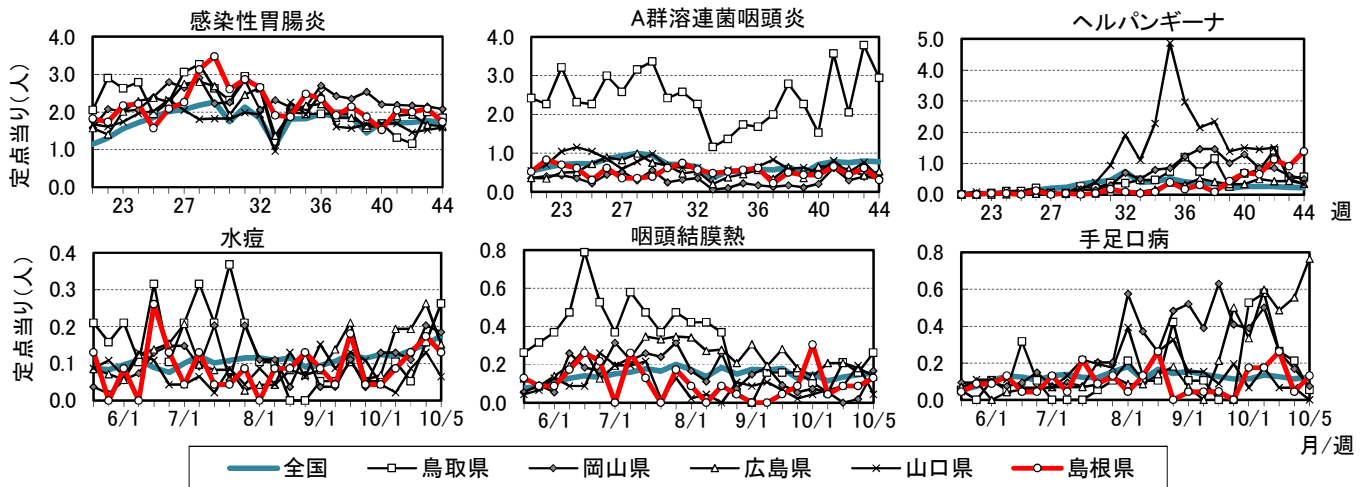 感染性胃腸炎
A群溶連菌咽頭炎
ヘルパンギーナ
定点当り(人)
4.0
3.0
2.0
1.0
0.0
23 27 32 36 40 44
4.0
3.0
2.0
1.0
0.0
23 27 32 36 40 44
5.0
4.0
3.0
2.0
1.0
0.0
23 27 32 36 40 44 週
水痘
咽頭結膜熱
手足口病
定点当り(人)
0.4
0.3
0.2
0.1
0.0
6/1 7/1 8/1 9/1 10/1 10/5
0.8
0.6
0.4
0.2
0.0
6/1 7/1 8/1 9/1 10/1 10/5
0.8
0.6
0.4
0.2
0.0
6/1 7/1 8/1 9/1 10/1 10/5
月/週
全国 鳥取県 岡山県 広島県 山口県 島根県